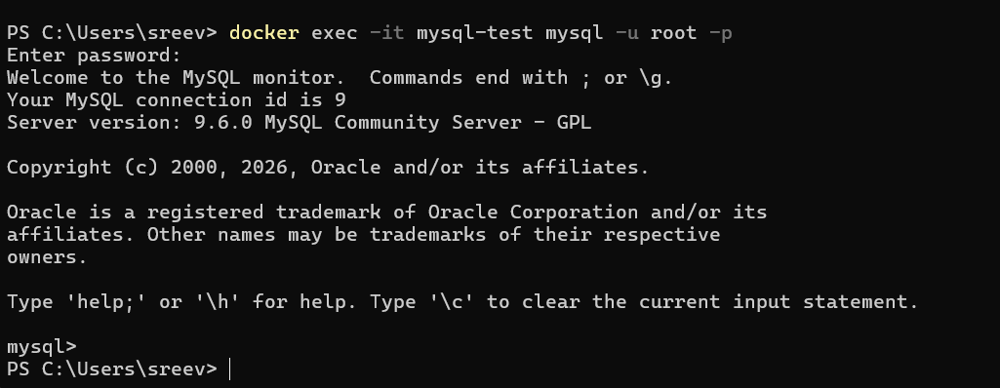 PS C:\Users\sreev> docker exec -it mysql-test mysql -u root -p
Enter password:
Welcome to the MySQL monitor.  Commands end with ; or \g.
Your MySQL connection id is 9
Server version: 9.6.0 MySQL Community Server - GPL

Copyright (c) 2000, 2026, Oracle and/or its affiliates.

Oracle is a registered trademark of Oracle Corporation and/or its
affiliates. Other names may be trademarks of their respective
owners.

Type 'help;' or '\h' for help. Type '\c' to clear the current input statement.

mysql>
PS C:\Users\sreev>